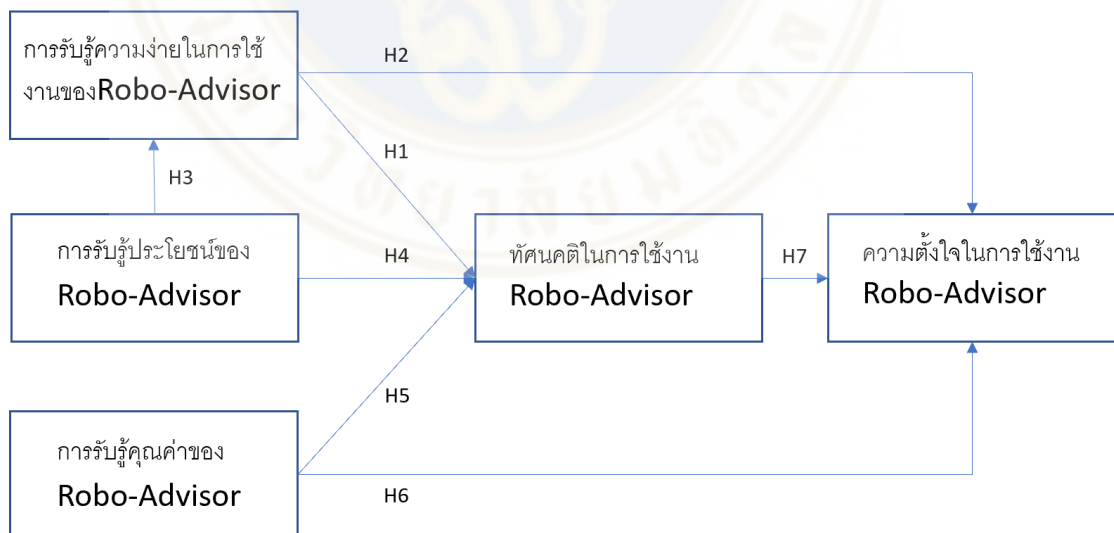 การรับรู้ความง่ายในการใช้
งานของRobo-Advisor
H2
H1
H3
การรับรู้ประโยชน์ของ
Robo-Advisor
H4
ทัศนคติในการใช้งาน
Robo-Advisor
H7
ความตั้งใจในการใช้งาน
Robo-Advisor
H5
การรับรู้คุณค่าของ
Robo-Advisor
H6